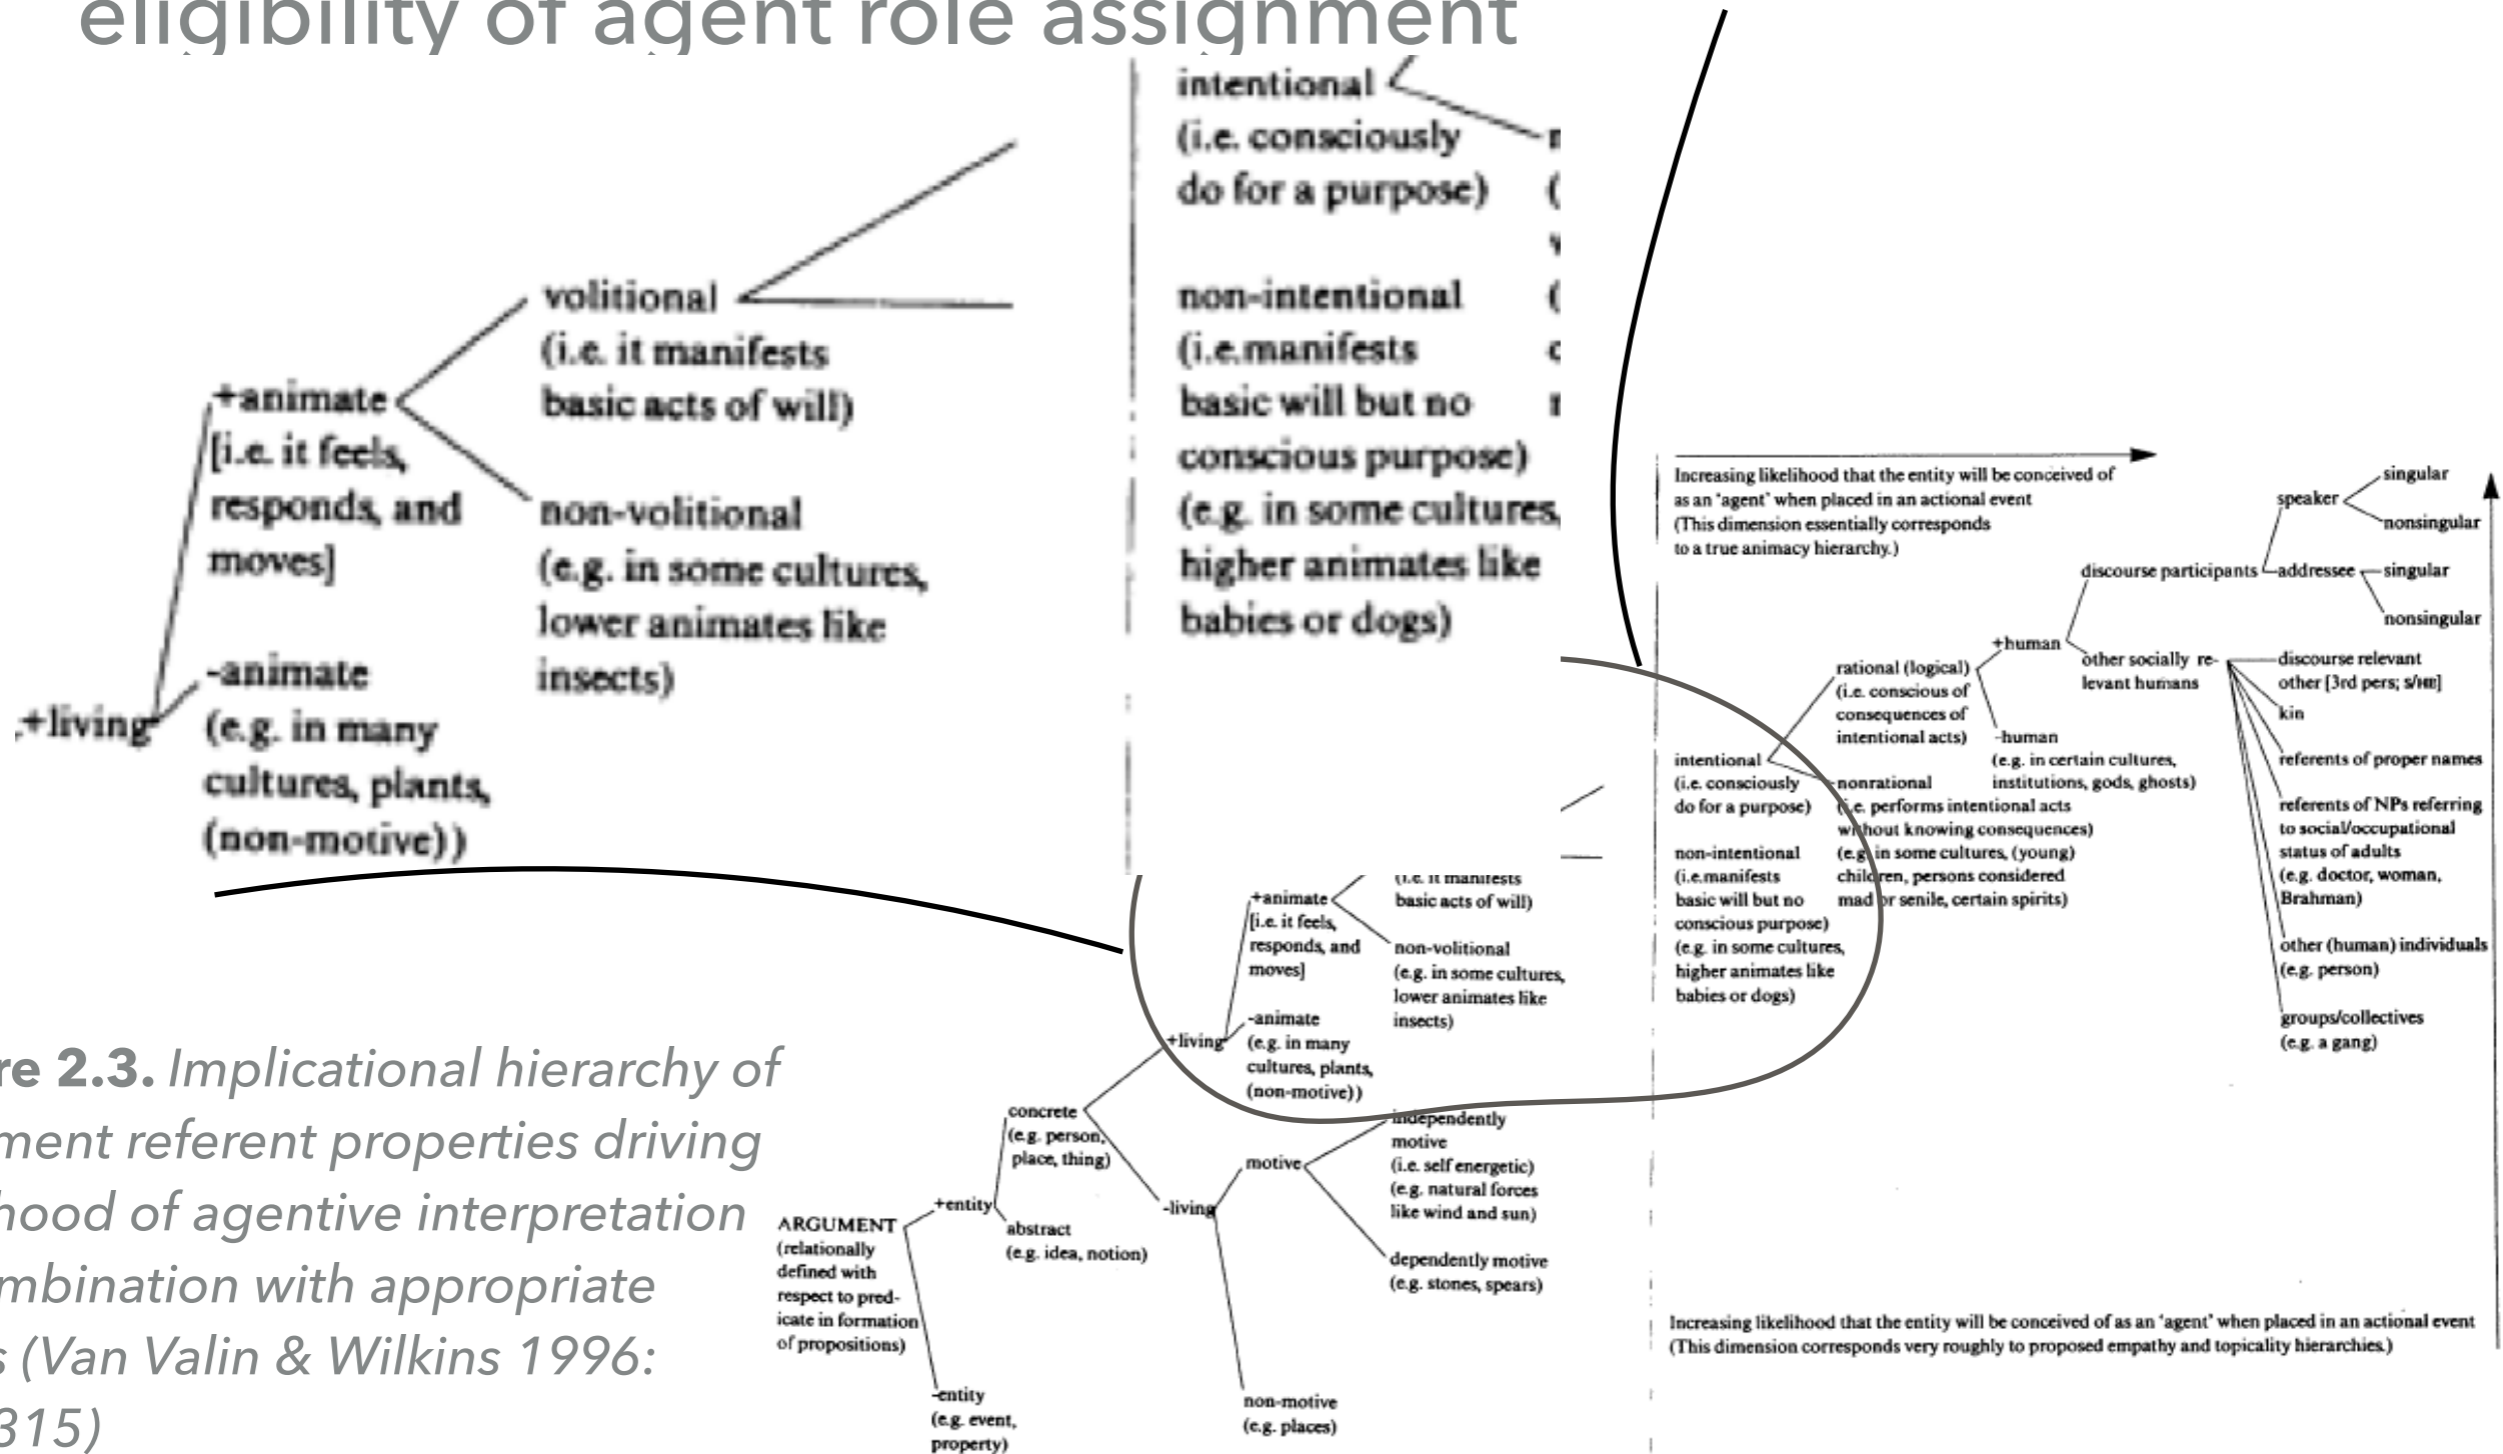 eligibility of agent role assignment
intentional
(i.e. consciously
do for a purpose)
non-intentional
(i.e.manifests
basic will but no
conscious purpose)
(e.g. in some cultures,
higher animates like
babies or dogs)
volitional
(i.e. it manifests
basic acts of will)
+animate
[i.e. it feels,
responds, and
moves]
non-volitional
(e.g. in some cultures,
lower animates like
insects)
-animate
(e.g. in many
cultures, plants,
(non-motive))
+living
Increasing likelihood that the entity will be conceived of
as an 'agent' when placed in an actional event
(This dimension essentially corresponds
to a true animacy hierarchy.)
speaker
singular
nonsingular
discourse participants
addressee
singular
nonsingular
+human
other socially re-
levant humans
discourse relevant
other [3rd pers;
kin
referents of proper names
referents of NPs referring
to social/occupational
status of adults
(e.g. doctor, woman,
Brahman)
other (human) individuals
(e.g. person)
groups/collectives
(e.g. a gang)
rational (logical)
(i.e. conscious of
consequences of
intentional acts)
-human
(e.g. in certain cultures,
institutions, gods, ghosts)
intentional
(i.e. consciously
do for a purpose)
nonrational
(i.e. performs intentional acts
without knowing consequences)
(e.g. in some cultures, (young)
children, persons considered
mad or senile, certain spirits)
non-intentional
(i.e.manifests
basic will but no
conscious purpose)
(e.g. in some cultures,
higher animates like
babies or dogs)
(i.e. it manifests
basic acts of will)
+animate
[i.e. it feels,
responds, and
moves]
non-volitional
(e.g. in some cultures,
lower animates like
insects)
-animate
(e.g. in many
cultures, plants,
(non-motive))
+living
concrete
(e.g. person,
place, thing)
independently
motive
(i.e. self energetic)
(e.g. natural forces
like wind and sun)
motive
-living
dependently motive
(e.g. stones, spears)
+entity
abstract
(e.g. idea, notion)
ARGUMENT
(relationally
defined with
respect to pred-
icate in formation
of propositions)
-entity
(e.g. event,
property)
non-motive
(e.g. places)
Increasing likelihood that the entity will be conceived of as an 'agent' when placed in an actional event
(This dimension corresponds very roughly to proposed empathy and topicality hierarchies.)
re 2.3. Implicational hierarchy of
ment referent properties driving
hood of agentive interpretation
mbination with appropriate
s (Van Valin & Wilkins 1996:
315)